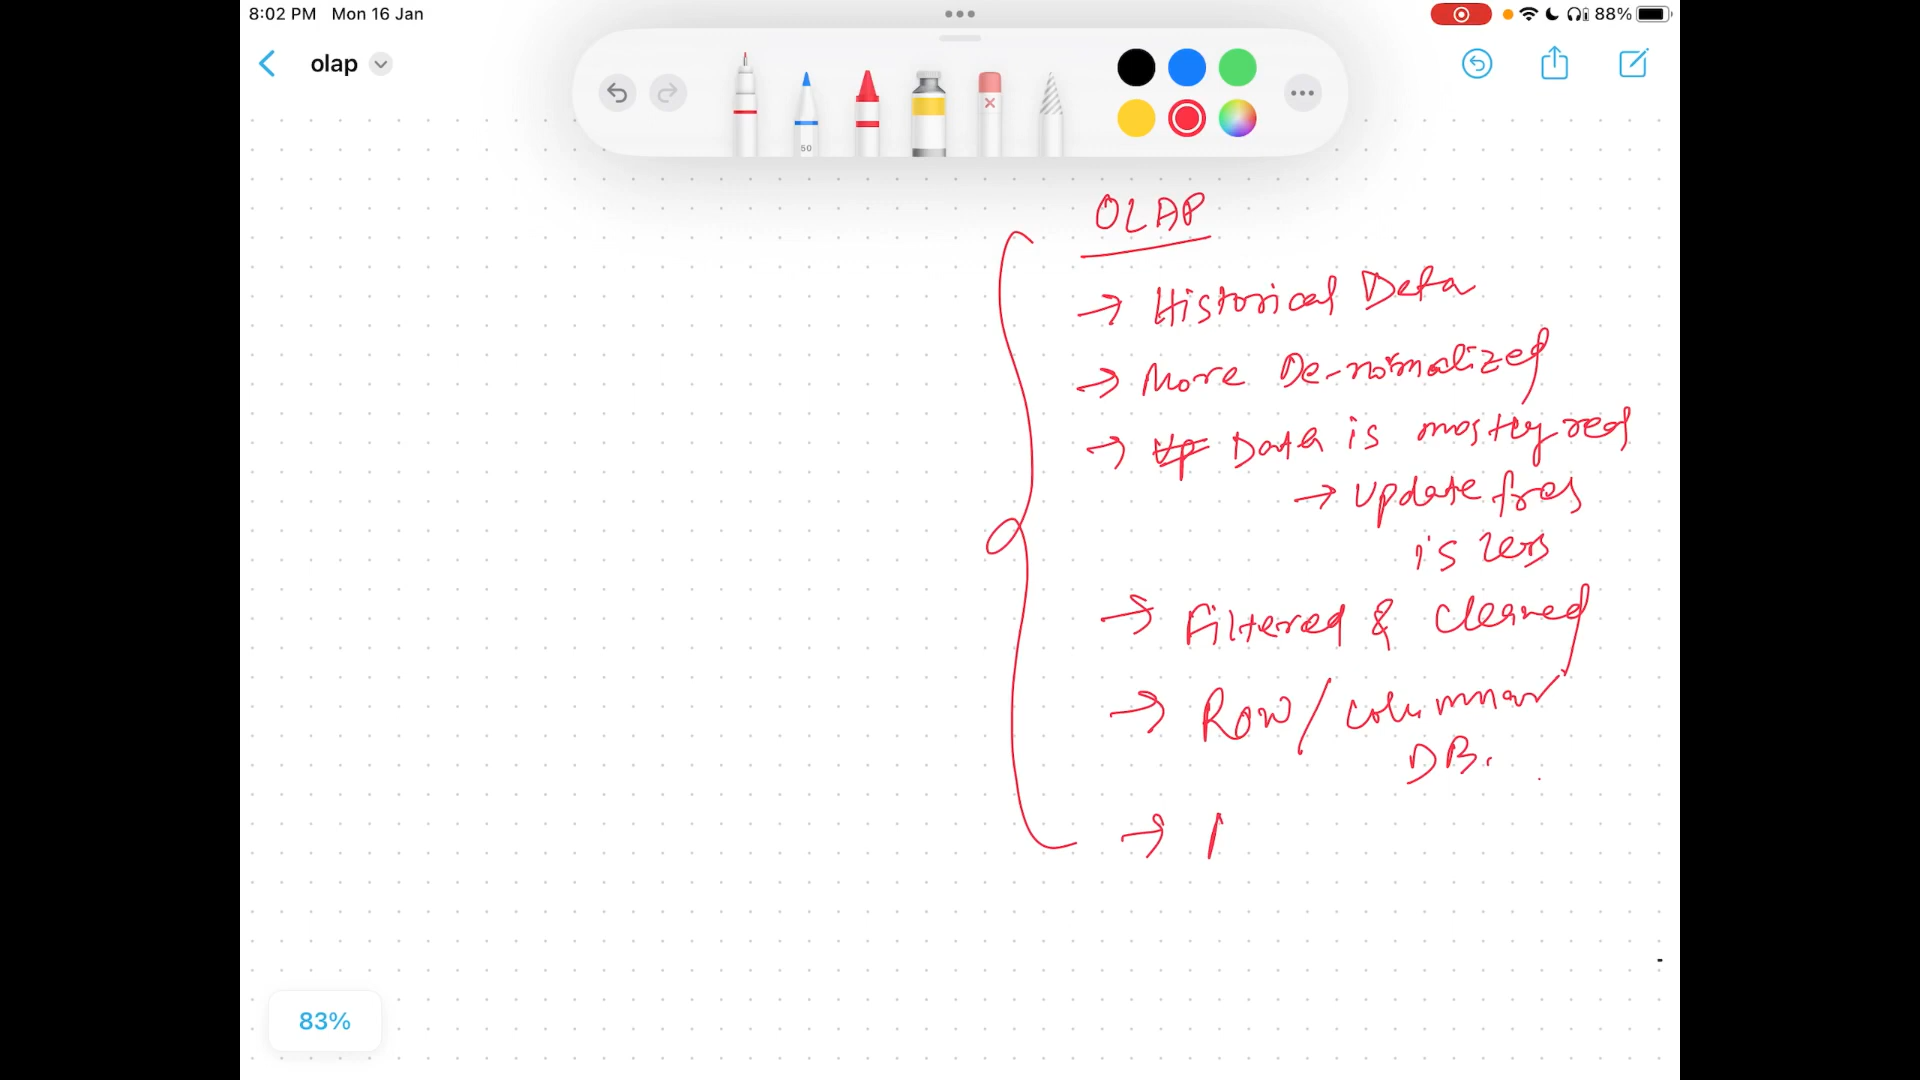 8:02 PM Mon 16 Jan
88%
olap
50
OLAP
→ Historical Data
→ More De-normalized
→ Data is mostly read
→ Update freq
is less
→ Filtered & cleaned
→ Row/columnar
DB.
→
83%